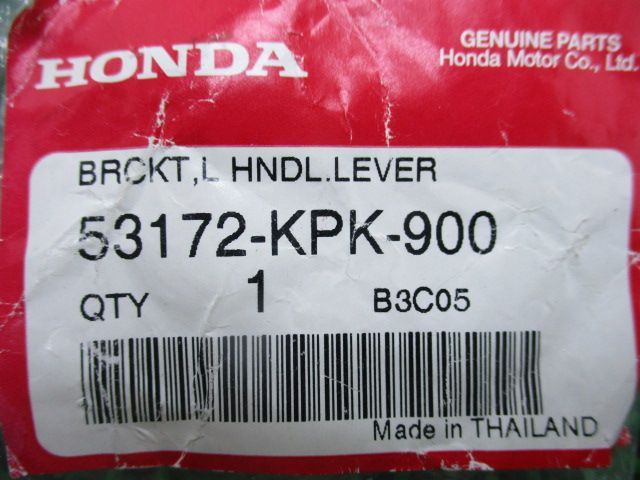 HONDA
GENUINE PARTS
Honda Motor Co., Ltd.
BRCKT,L HNDL.LEVER
53172-KPK-900
QTY 1 B3C05
Made in THAILAND